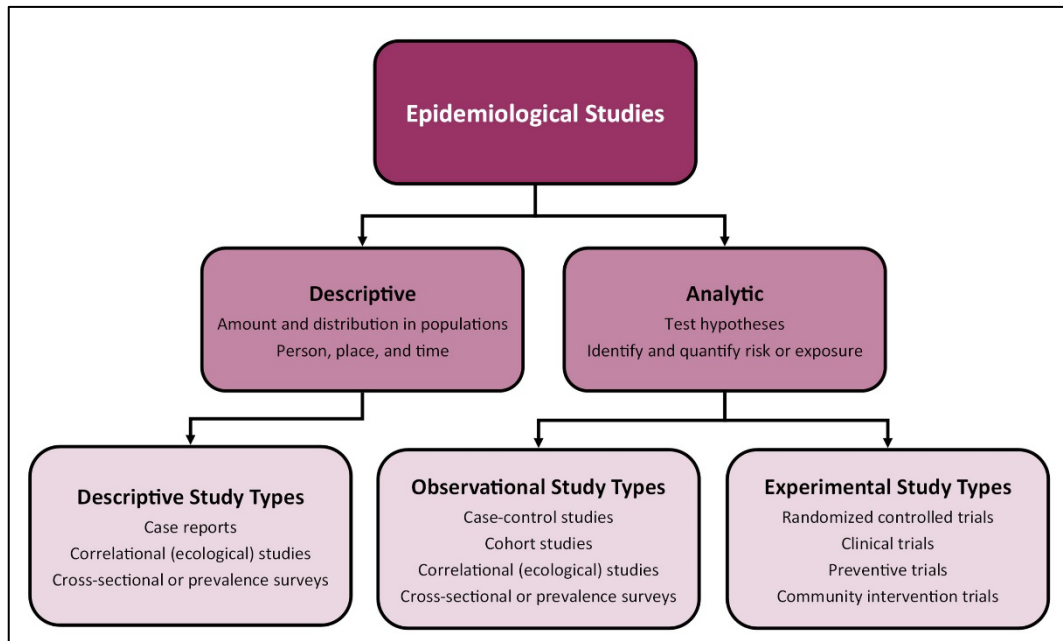 Epidemiological Studies
Descriptive
Amount and distribution in populations
Person, place, and time
Analytic
Test hypotheses
Identify and quantify risk or exposure
Descriptive Study Types
Case reports
Correlational (ecological) studies
Cross-sectional or prevalence surveys
Observational Study Types
Case-control studies
Cohort studies
Correlational (ecological) studies
Cross-sectional or prevalence surveys
Experimental Study Types
Randomized controlled trials
Clinical trials
Preventive trials
Community intervention trials